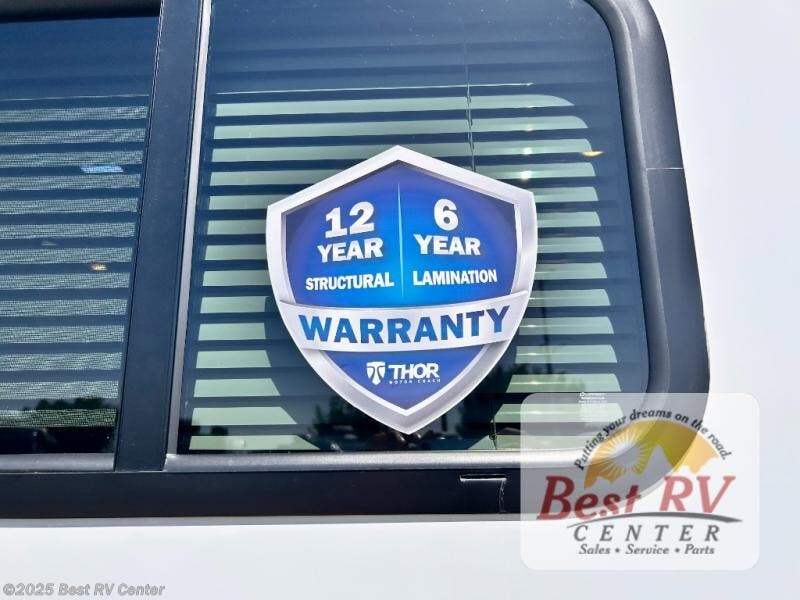 12 YEAR STRUCTURAL
6 YEAR LAMINATION
WARRANTY
THOR
MOTOR COACH
Putting your dreams on the road.
Best RV
CENTER
Sales • Service • Parts
©2025 Best RV Center